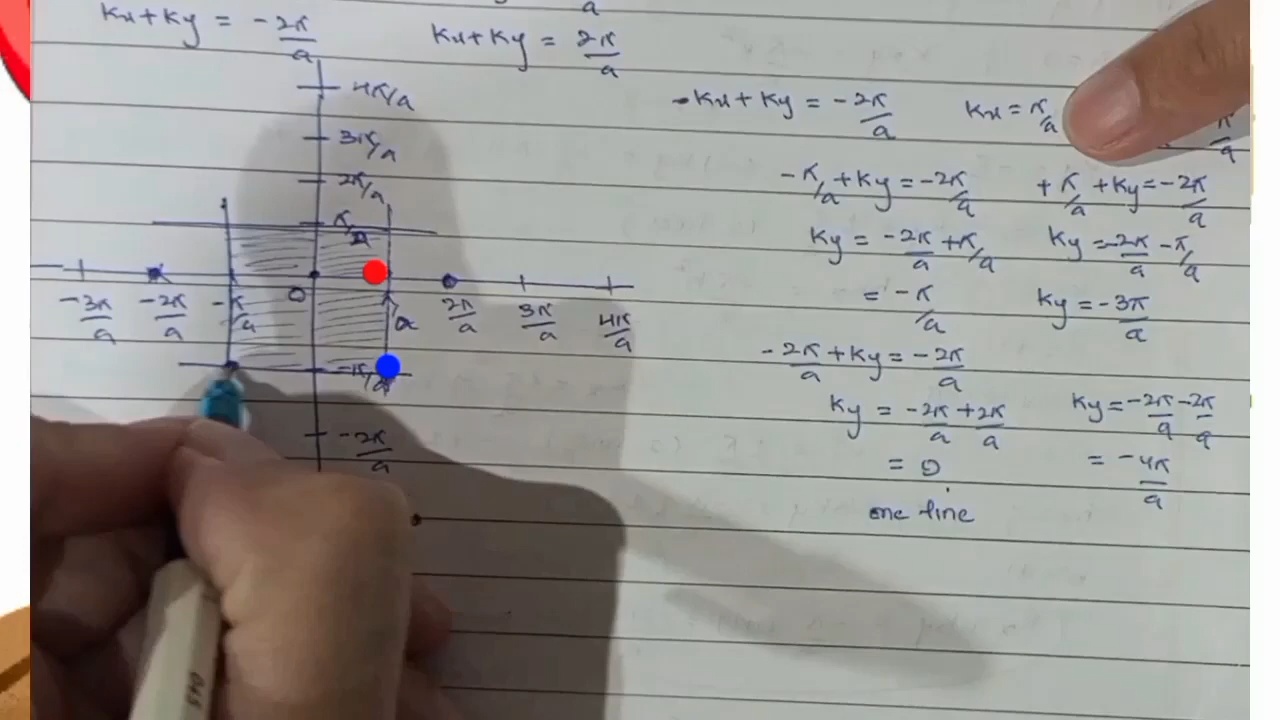 a
Kx+Ky = -2π/a
Kx+Ky = 2π/a
4π/a
3π/a
2π/a
π/a
-3π/a -2π/a -π/a 0 a 2π/a 3π/a 4π/a
-π/a
-2π/a
-Kx+Ky = -2π/a Kx = π/a π/a
-π/a +Ky = -2π/a +π/a +Ky = -2π/a
Ky = -2π/a + π/a Ky = -2π/a - π/a
= -π/a Ky = -3π/a
-2π/a + Ky = -2π/a
Ky = -2π/a + 2π/a Ky = -2π/a - 2π/a
= 0 = -4π/a
one line